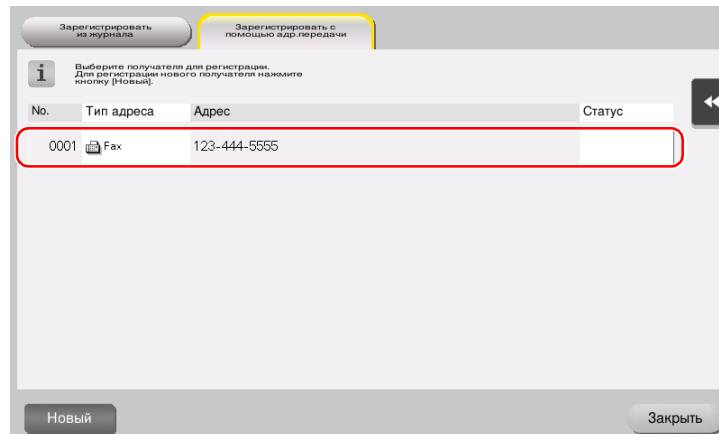 Зарегистрировать
из журнала
Зарегистрировать с
помощью адр.передачи
Выберите получателя для регистрации.
Для регистрации нового получателя нажмите
кнопку [Новый].
No. Тип адреса Адрес Статус
0001 Fax 123-444-5555
Новый Закрыть